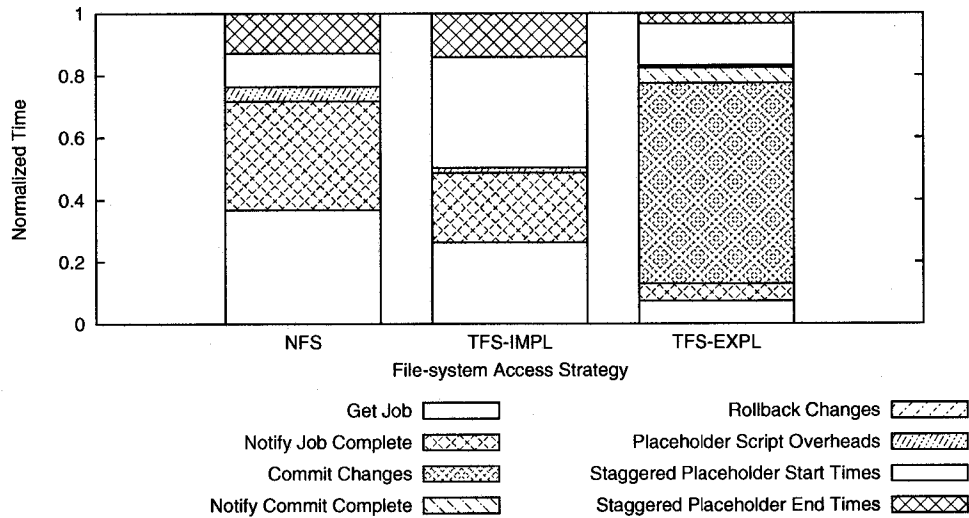 1
0.8
0.6
0.4
0.2
0
Normalized Time
NFS TFS-IMPL TFS-EXPL
File-system Access Strategy
Get Job
Notify Job Complete
Commit Changes
Notify Commit Complete
Rollback Changes
Placeholder Script Overheads
Staggered Placeholder Start Times
Staggered Placeholder End Times